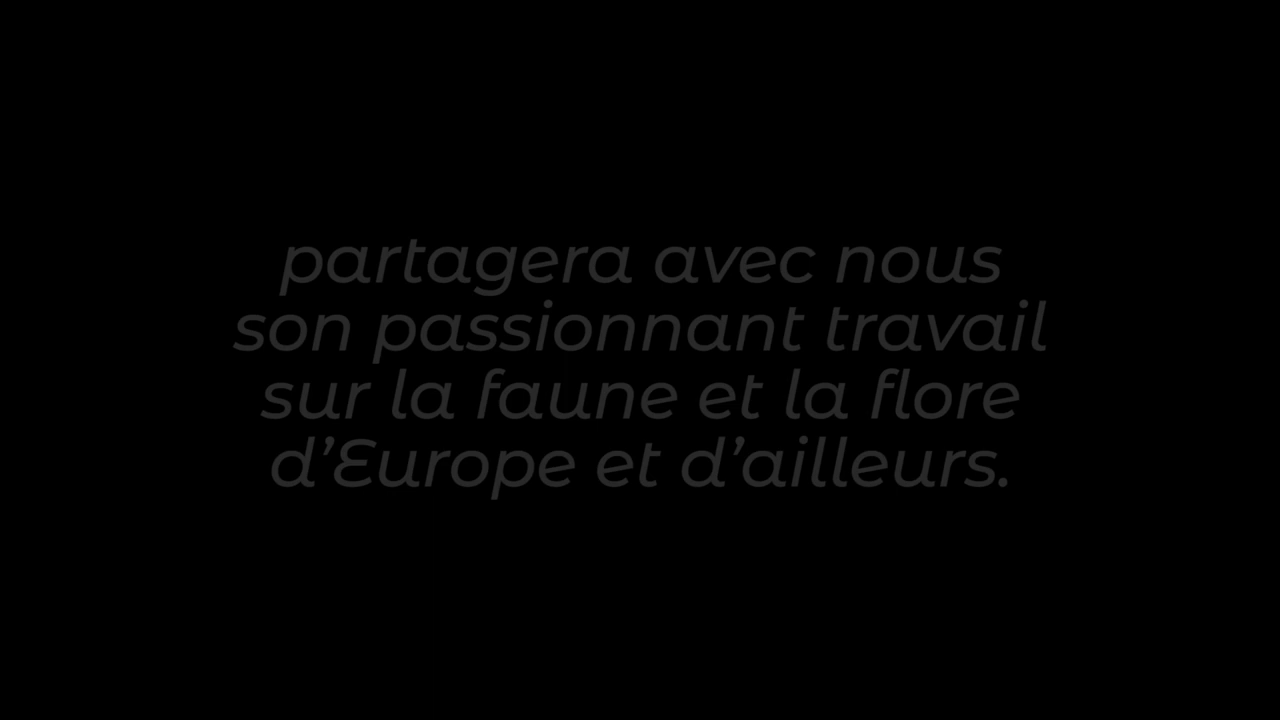 partagera avec nous
son passionnant travail
sur la faune et la flore
d’Europe et d’ailleurs.